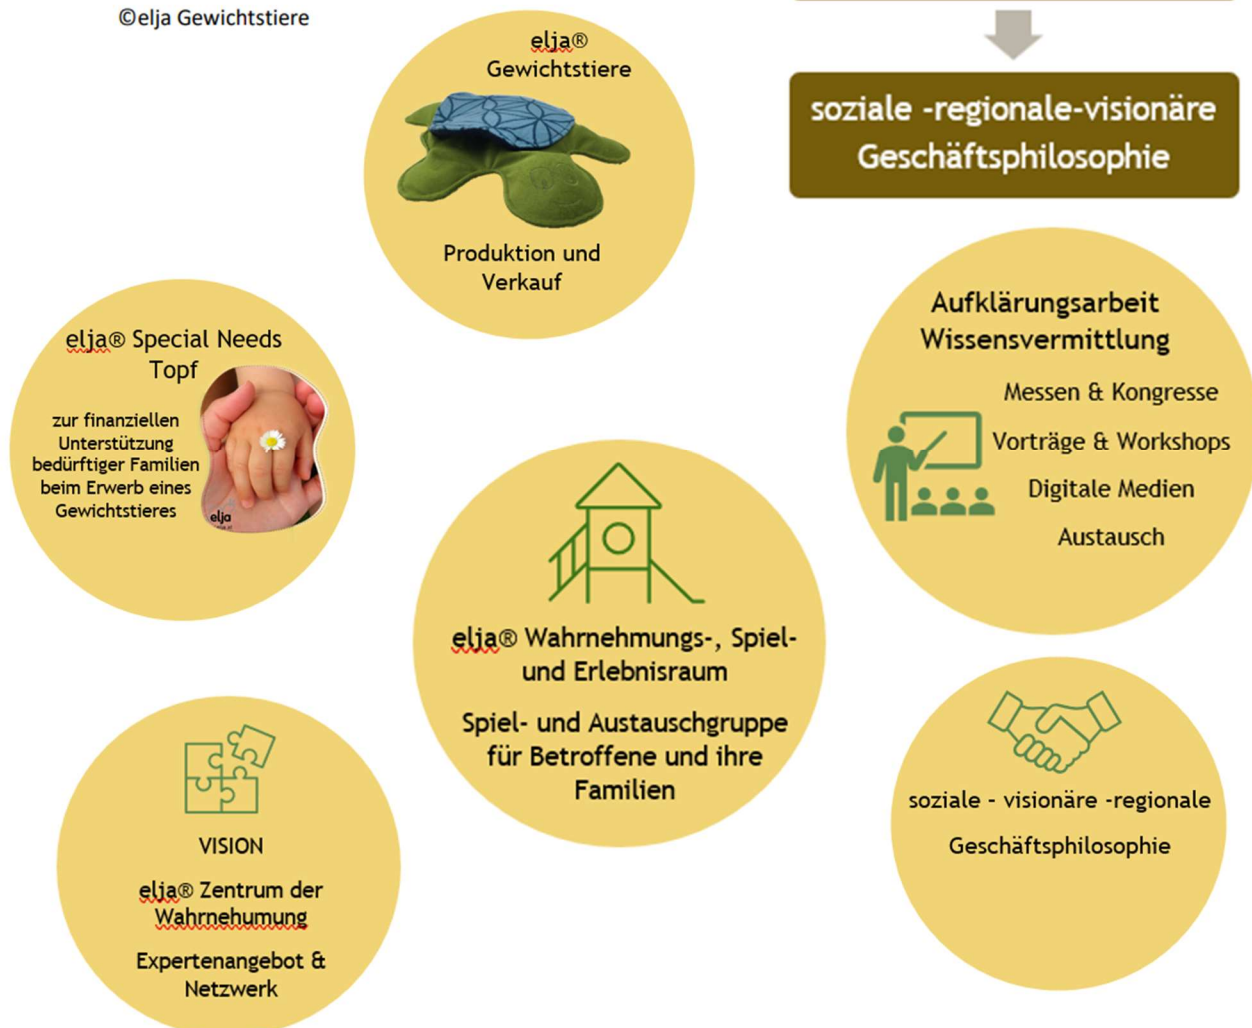 ©elja Gewichtstiere
elja®
Gewichtstiere
Produktion und
Verkauf
soziale -regionale-visionäre
Geschäftsphilosophie
elja® Special Needs
Topf
zur finanziellen
Unterstützung
bedürftiger Familien
beim Erwerb eines
Gewichtstieres
elja
Aufklärungsarbeit
Wissensvermittlung
Messen & Kongresse
Vorträge & Workshops
Digitale Medien
Austausch
elja® Wahrnehmungs-, Spiel-
und Erlebnisraum
Spiel- und Austauschgruppe
für Betroffene und ihre
Familien
VISION
elja® Zentrum der
Wahrnehumung
Expertenangebot &
Netzwerk
soziale - visionäre -regionale
Geschäftsphilosophie